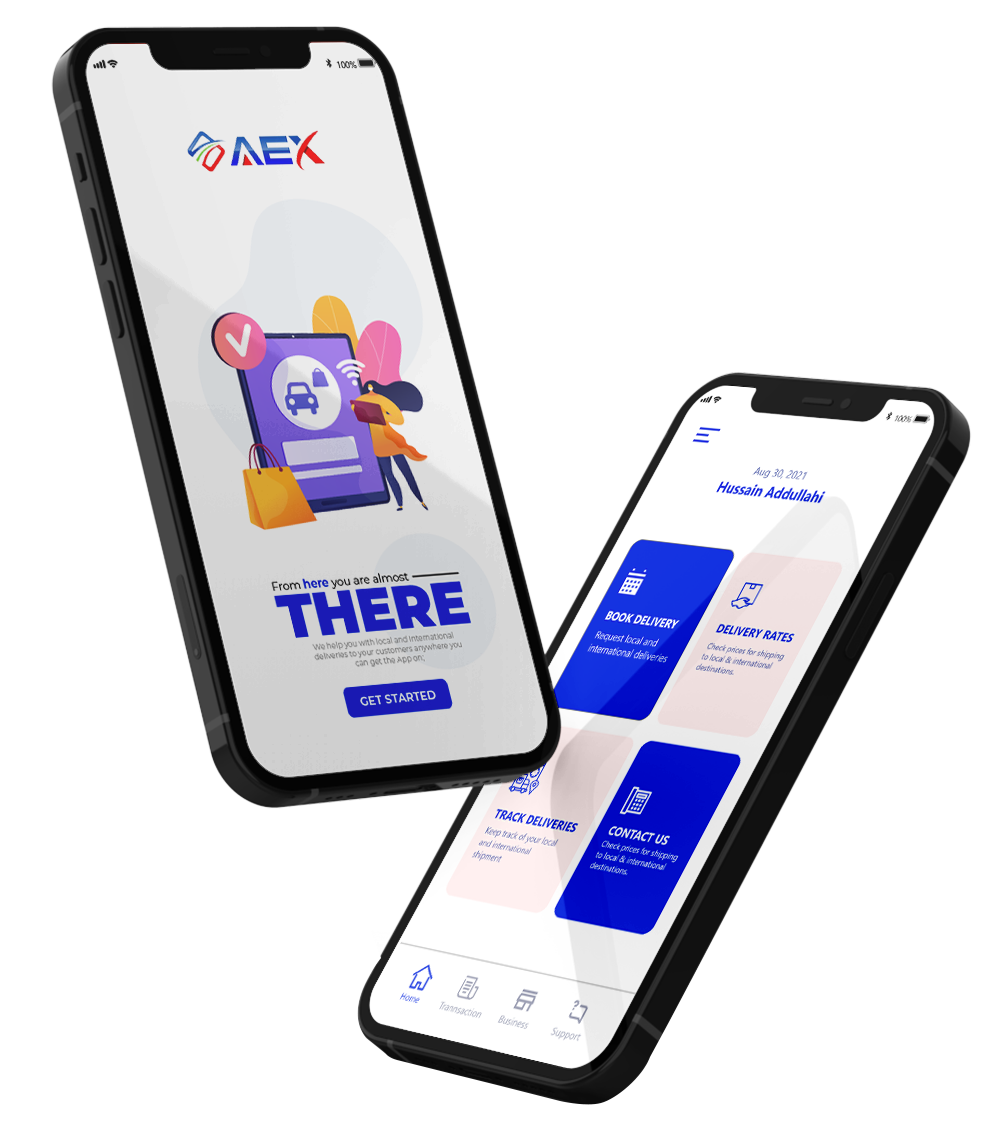 100%
AEX
From here you are almost
THERE
We help you with local and international
deliveries to your customers anywhere you
can get the App on;
GET STARTED
100%
Aug 30, 2021
Hussain Addullahi
BOOK DELIVERY
Request local and
international deliveries
DELIVERY RATES
Check prices for shipping
to local & international
destinations.
TRACK DELIVERIES
Keep track of your local
and international
shipment
CONTACT US
Check prices for shipping
to local & international
destinations.
Home
Trannsaction
Business
Support